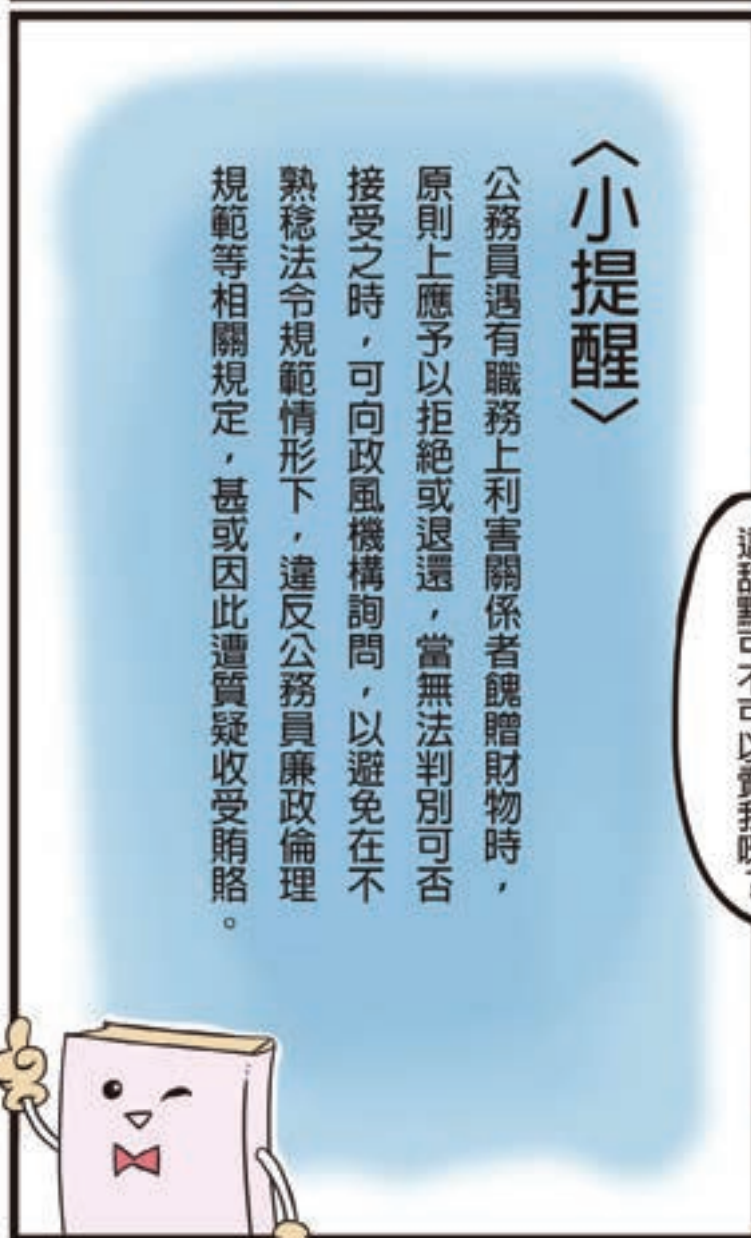 〈小提醒〉
公務員遇有職務上利害關係者餽贈財物時，
原則上應予以拒絕或退還，當無法判別可否
接受之時，可向政風機構詢問，以避免在不
熟稔法令規範情形下，違反公務員廉政倫理
規範等相關規定，甚或因此遭質疑收受賄賂。